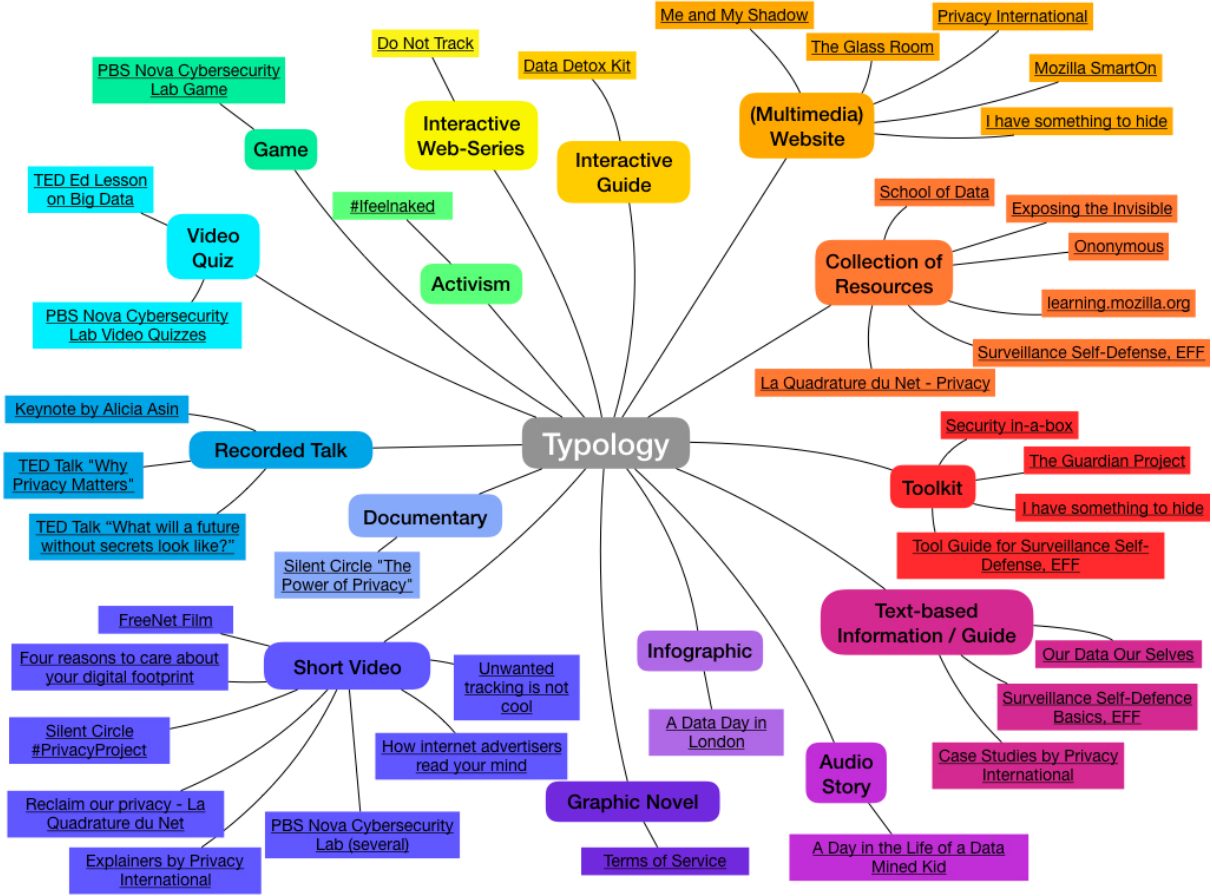 Typology
(Multimedia)
Website
Me and My Shadow
The Glass Room
Privacy International
Mozilla SmartOn
I have something to hide
Collection of
Resources
School of Data
Exposing the Invisible
Ononymous
learning.mozilla.org
Surveillance Self-Defense, EFF
La Quadrature du Net - Privacy
Toolkit
Security in-a-box
The Guardian Project
I have something to hide
Tool Guide for Surveillance Self-
Defense, EFF
Text-based
Information / Guide
Our Data Our Selves
Surveillance Self-Defence
Basics, EFF
Case Studies by Privacy
International
Audio
Story
A Day in the Life of a Data
Mined Kid
Infographic
A Data Day in
London
Graphic Novel
Terms of Service
Short Video
Unwanted
tracking is not
cool
How internet advertisers
read your mind
PBS Nova Cybersecurity
Lab (several)
Explainers by Privacy
International
Reclaim our privacy - La
Quadrature du Net
Silent Circle
#PrivacyProject
Four reasons to care about
your digital footprint
FreeNet Film
Documentary
Silent Circle "The
Power of Privacy"
Recorded Talk
Keynote by Alicia Asin
TED Talk "Why
Privacy Matters"
TED Talk “What will a future
without secrets look like?”
Video
Quiz
TED Ed Lesson
on Big Data
PBS Nova Cybersecurity
Lab Video Quizzes
Game
PBS Nova Cybersecurity
Lab Game
Activism
#Ifeelnaked
Interactive
Web-Series
Do Not Track
Interactive
Guide
Data Detox Kit